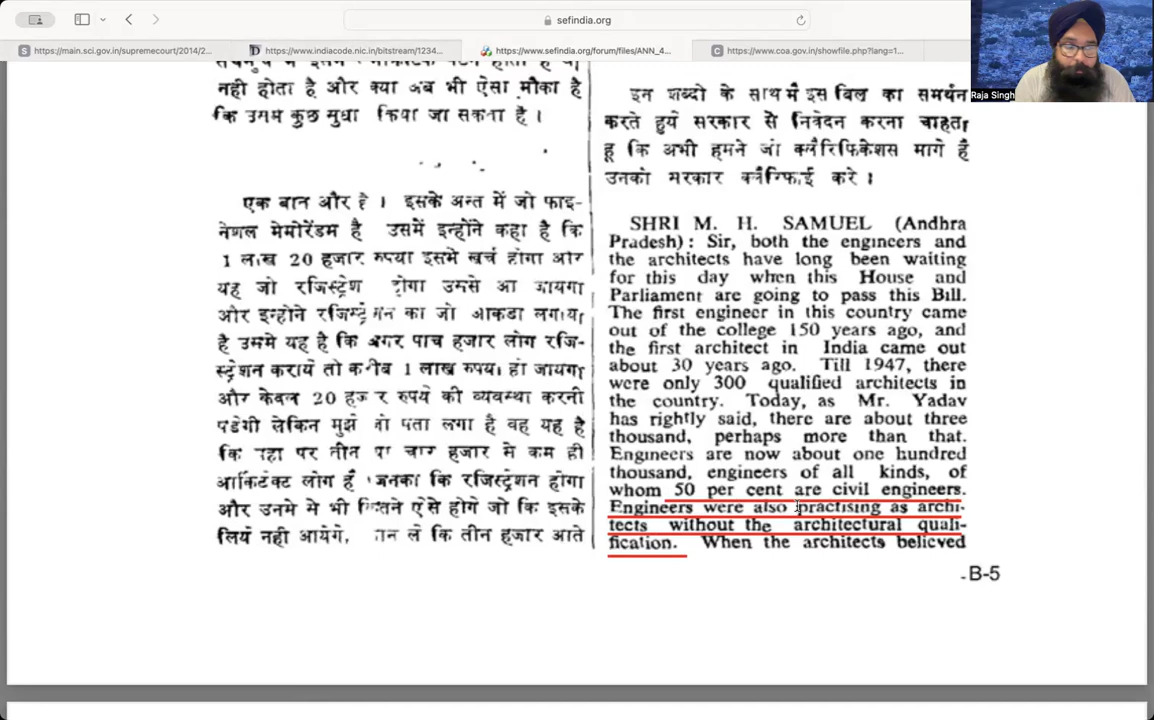 sefindia.org
https://main.sci.gov.in/supremecourt/2014/2...
https://www.indiacode.nic.in/bitstream/1234...
https://www.sefindia.org/forum/files/ANN_4...
https://www.coa.gov.in/showfile.php?lang=1...
Raja Singh
नही होता है और क्या अब भी ऐसा मौका है
कि उसमे कुछ सुधा किया जा सकता है ।
एक बान और है । इसके अन्त में जो फाइ-
नेशल मेमोरेंडम है उसमें इन्होंने कहा है कि
1 लाख 20 हजार रुपया इसमे खर्च होगा और
यह जो रजिस्ट्रेश होगा उससे आ जायगा
और इन्होने का जो आकडा
है उसमे यह है कि अगर पाच हजार लोग रजि-
स्ट्रेशन करायें तो करीब 1 लाख रुपया हो जायगा
और केवल 20 रुपये की व्यवस्था करनी
पडेगी लेकिन मुझे पता लगा है वह यह है
कि पर तीन चार हजार मे कम ही
आर्किटेक्ट लोग हैं कि रजिस्ट्रेशन होगा
और उनमे मे भी कितने ऐसे होगे जो कि इसके
लिये नही आयेंगे, ले कि तीन हजार आते
इन शब्दो के साथ मैं इस बिल का समर्थन
करते हुये सरकार से निवेदन करना चाहता
हू कि अभी हमने जो क्लैरिफिकेशस मागे है
उनको सरकार करे ।
SHRI M. H. SAMUEL (Andhra
Pradesh) : Sir, both the engineers and
the architects have long been waiting
for this day when this House and
Parliament are going to pass this Bill.
The first engineer in this country came
out of the college 150 years ago, and
the first architect in India came out
about 30 years ago. Till 1947, there
were only 300 qualified architects in
the country. Today, as Mr. Yadav
has rightly said, there are about three
thousand, perhaps more than that.
Engineers are now about one hundred
thousand, engineers of all kinds, of
whom 50 per cent are civil engineers.
Engineers were also practising as archi-
tects without the architectural quali-
fication. When the architects believed
-B-5